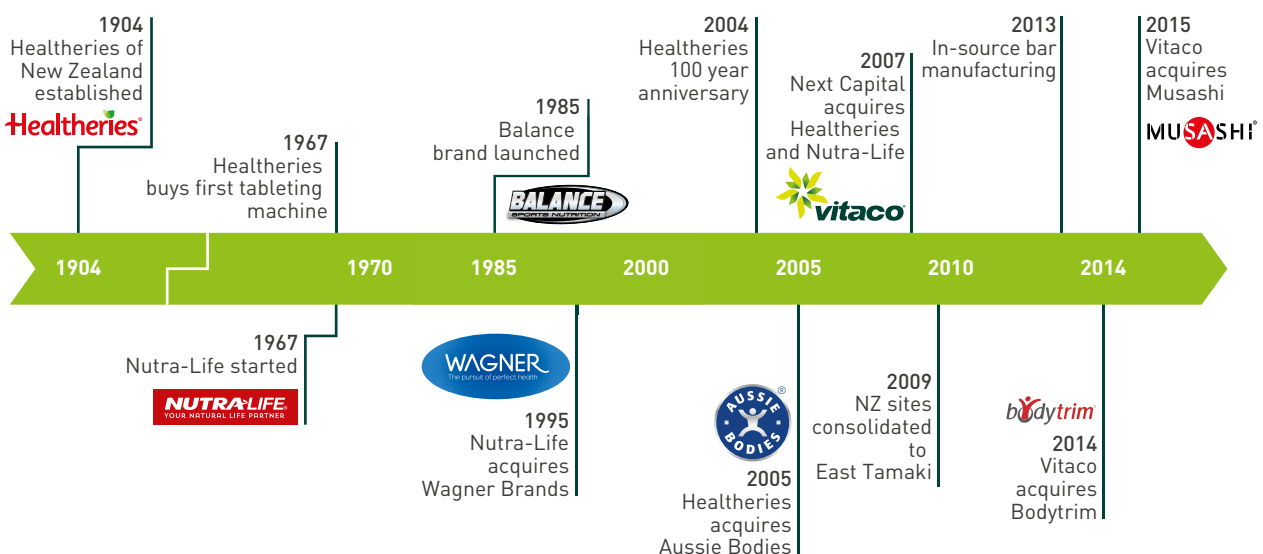 1904
Healtheries of
New Zealand
established
Healtheries®
1967
Healtheries
buys first tableting
machine
1985
Balance
brand launched
BALANCE
SPORTS NUTRITION
2004
Healtheries
100 year
anniversary
2007
Next Capital
acquires
Healtheries
and Nutra-Life
vitaco®
2013
In-source bar
manufacturing
2015
Vitaco
acquires
Musashi
MUSASHI®
1904 1970 1985 2000 2005 2010 2014
1967
Nutra-Life started
NUTRA-LIFE®
YOUR NATURAL LIFE PARTNER
WAGNER
The pursuit of perfect health
1995
Nutra-Life
acquires
Wagner Brands
AUSSIE
BODIES
®
2005
Healtheries
acquires
Aussie Bodies
2009
NZ sites
consolidated
to
East Tamaki
bodytrim
2014
Vitaco
acquires
Bodytrim